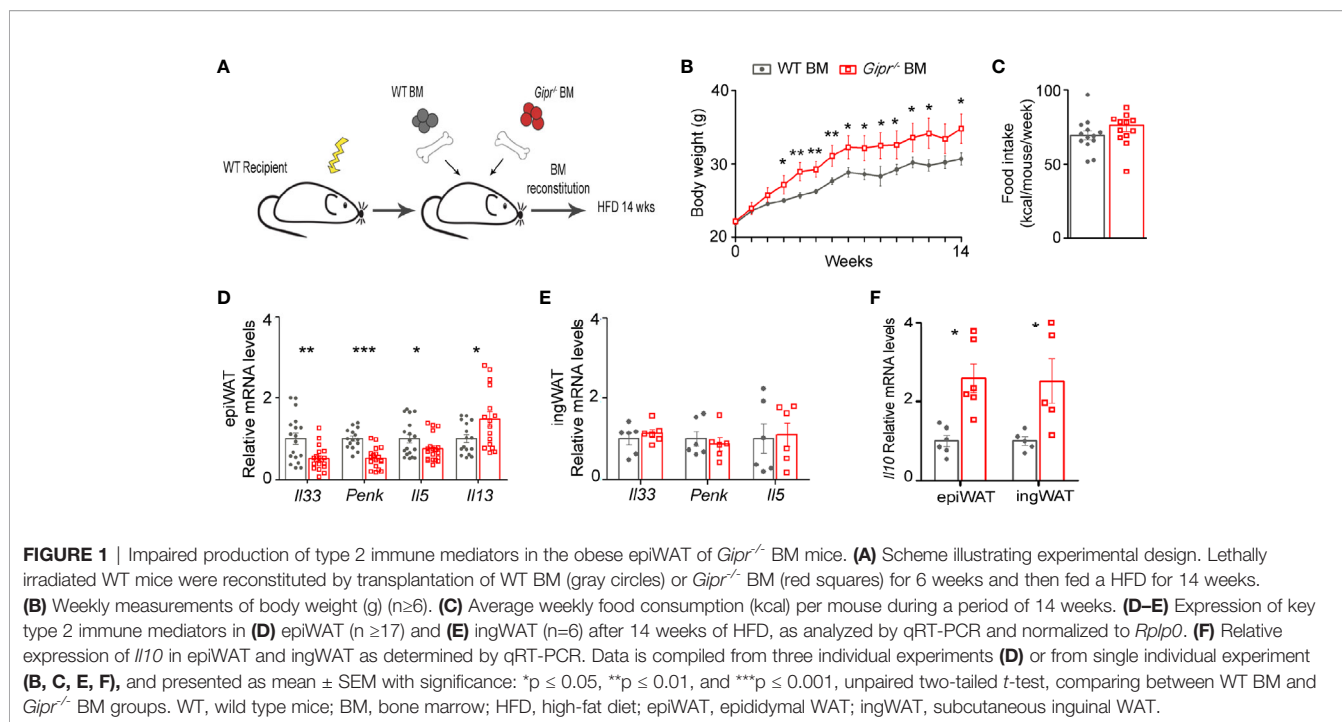 A
WT BM
Gipr-/- BM
WT Recipient
BM
reconstitution
HFD 14 wks
B
WT BM
Gipr-/- BM
Body weight (g)
40
30
20
* ** ** ** * * * * * * *
0
14
Weeks
C
Food intake
(kcal/mouse/week)
100
50
0
D
epiWAT
Relative mRNA levels
4
2
0
** *** * *
Il33 Penk Il5 Il13
E
ingWAT
Relative mRNA levels
4
2
0
Il33 Penk Il5
F
Il10 Relative mRNA levels
4
2
0
* *
epiWAT ingWAT
FIGURE 1 | Impaired production of type 2 immune mediators in the obese epiWAT of Gipr-/- BM mice. (A) Scheme illustrating experimental design. Lethally
irradiated WT mice were reconstituted by transplantation of WT BM (gray circles) or Gipr-/- BM (red squares) for 6 weeks and then fed a HFD for 14 weeks.
(B) Weekly measurements of body weight (g) (n≥6). (C) Average weekly food consumption (kcal) per mouse during a period of 14 weeks. (D–E) Expression of key
type 2 immune mediators in (D) epiWAT (n ≥17) and (E) ingWAT (n=6) after 14 weeks of HFD, as analyzed by qRT-PCR and normalized to Rplp0. (F) Relative
expression of Il10 in epiWAT and ingWAT as determined by qRT-PCR. Data is compiled from three individual experiments (D) or from single individual experiment
(B, C, E, F), and presented as mean ± SEM with significance: *p ≤ 0.05, **p ≤ 0.01, and ***p ≤ 0.001, unpaired two-tailed t-test, comparing between WT BM and
Gipr-/- BM groups. WT, wild type mice; BM, bone marrow; HFD, high-fat diet; epiWAT, epididymal WAT; ingWAT, subcutaneous inguinal WAT.